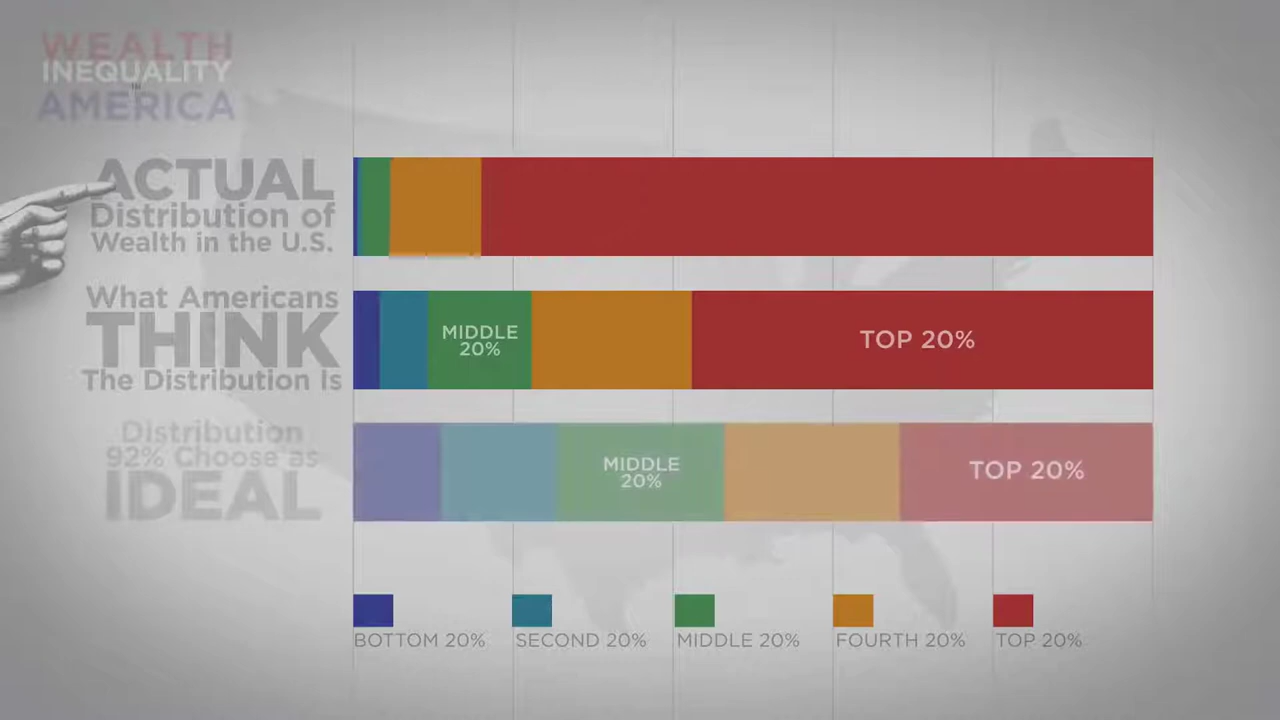 WEALTH
INEQUALITY
IN
AMERICA
ACTUAL
Distribution of
Wealth in the U.S.
What Americans
THINK
The Distribution Is
MIDDLE
20%
TOP 20%
Distribution
92% Choose as
IDEAL
MIDDLE
20%
TOP 20%
BOTTOM 20%
SECOND 20%
MIDDLE 20%
FOURTH 20%
TOP 20%